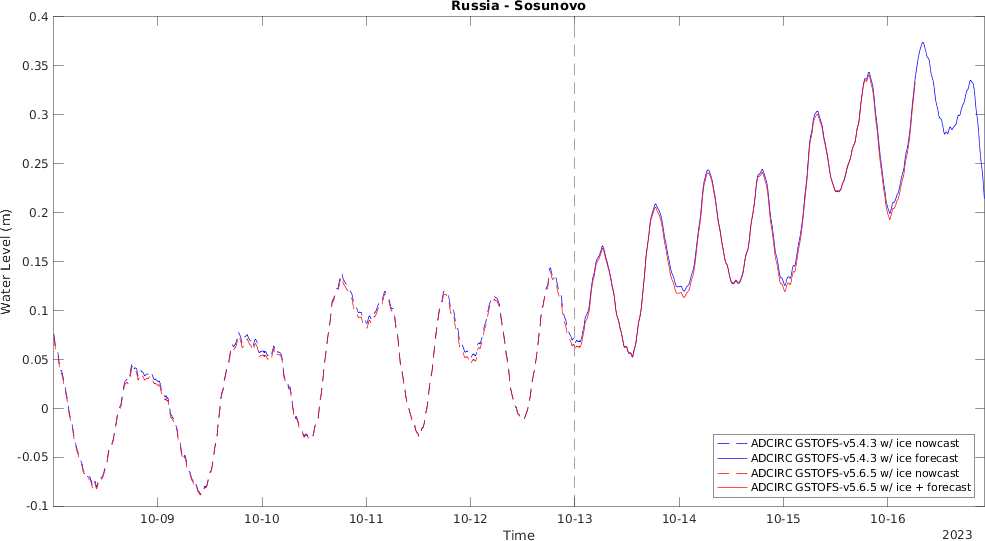 Russia - Sosunovo
0.4
0.35
0.3
0.25
0.2
0.15
0.1
0.05
0
-0.05
-0.1
Water Level (m)
10-09 10-10 10-11 10-12 10-13 10-14 10-15 10-16
Time
2023
ADCIRC GSTOFS-v5.4.3 w/ ice nowcast
ADCIRC GSTOFS-v5.4.3 w/ ice forecast
ADCIRC GSTOFS-v5.6.5 w/ ice nowcast
ADCIRC GSTOFS-v5.6.5 w/ ice + forecast